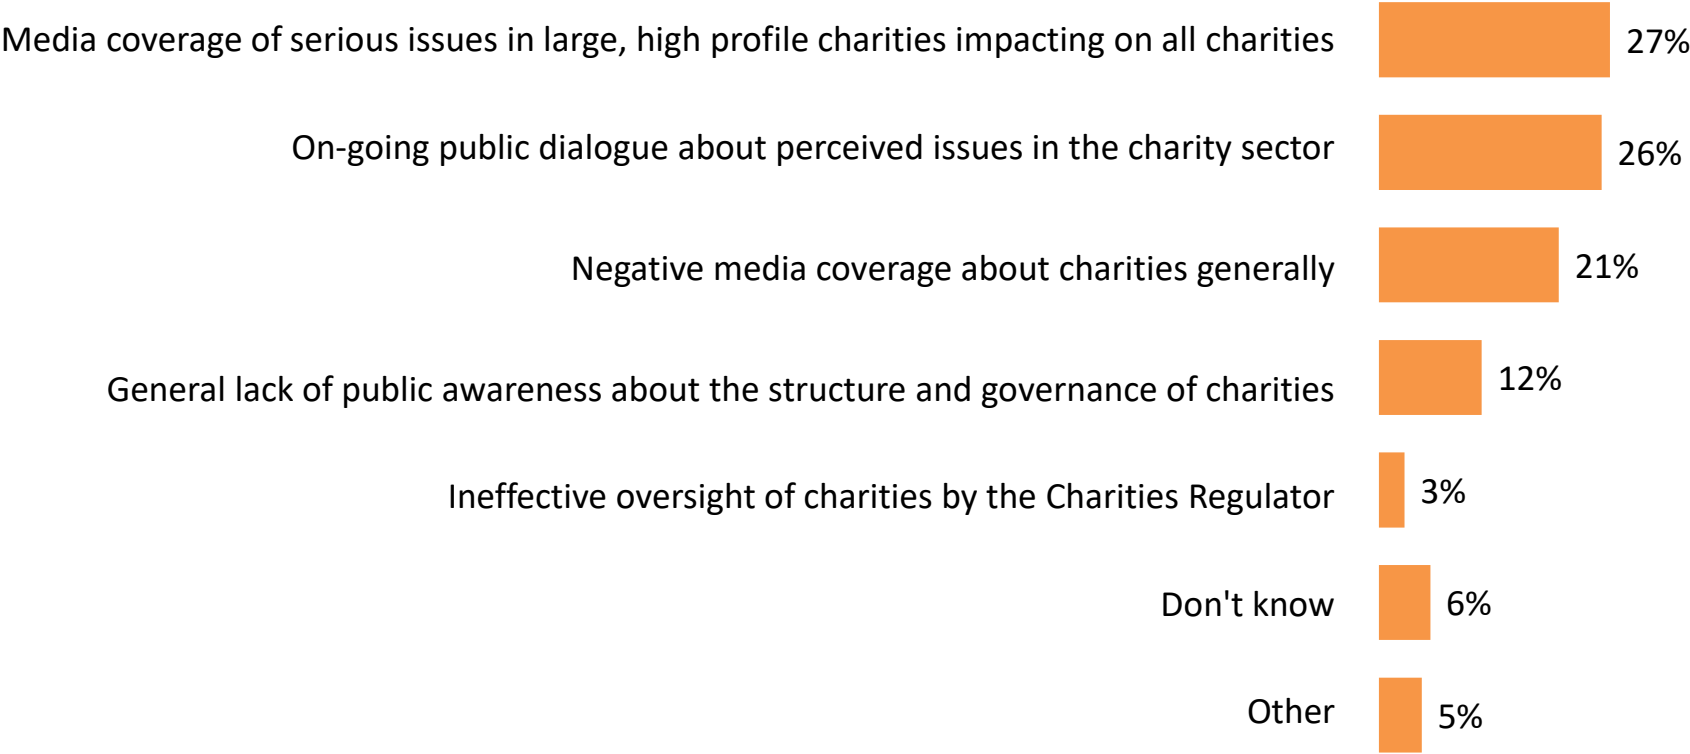 Media coverage of serious issues in large, high profile charities impacting on all charities 27%
On-going public dialogue about perceived issues in the charity sector 26%
Negative media coverage about charities generally 21%
General lack of public awareness about the structure and governance of charities 12%
Ineffective oversight of charities by the Charities Regulator 3%
Don't know 6%
Other 5%